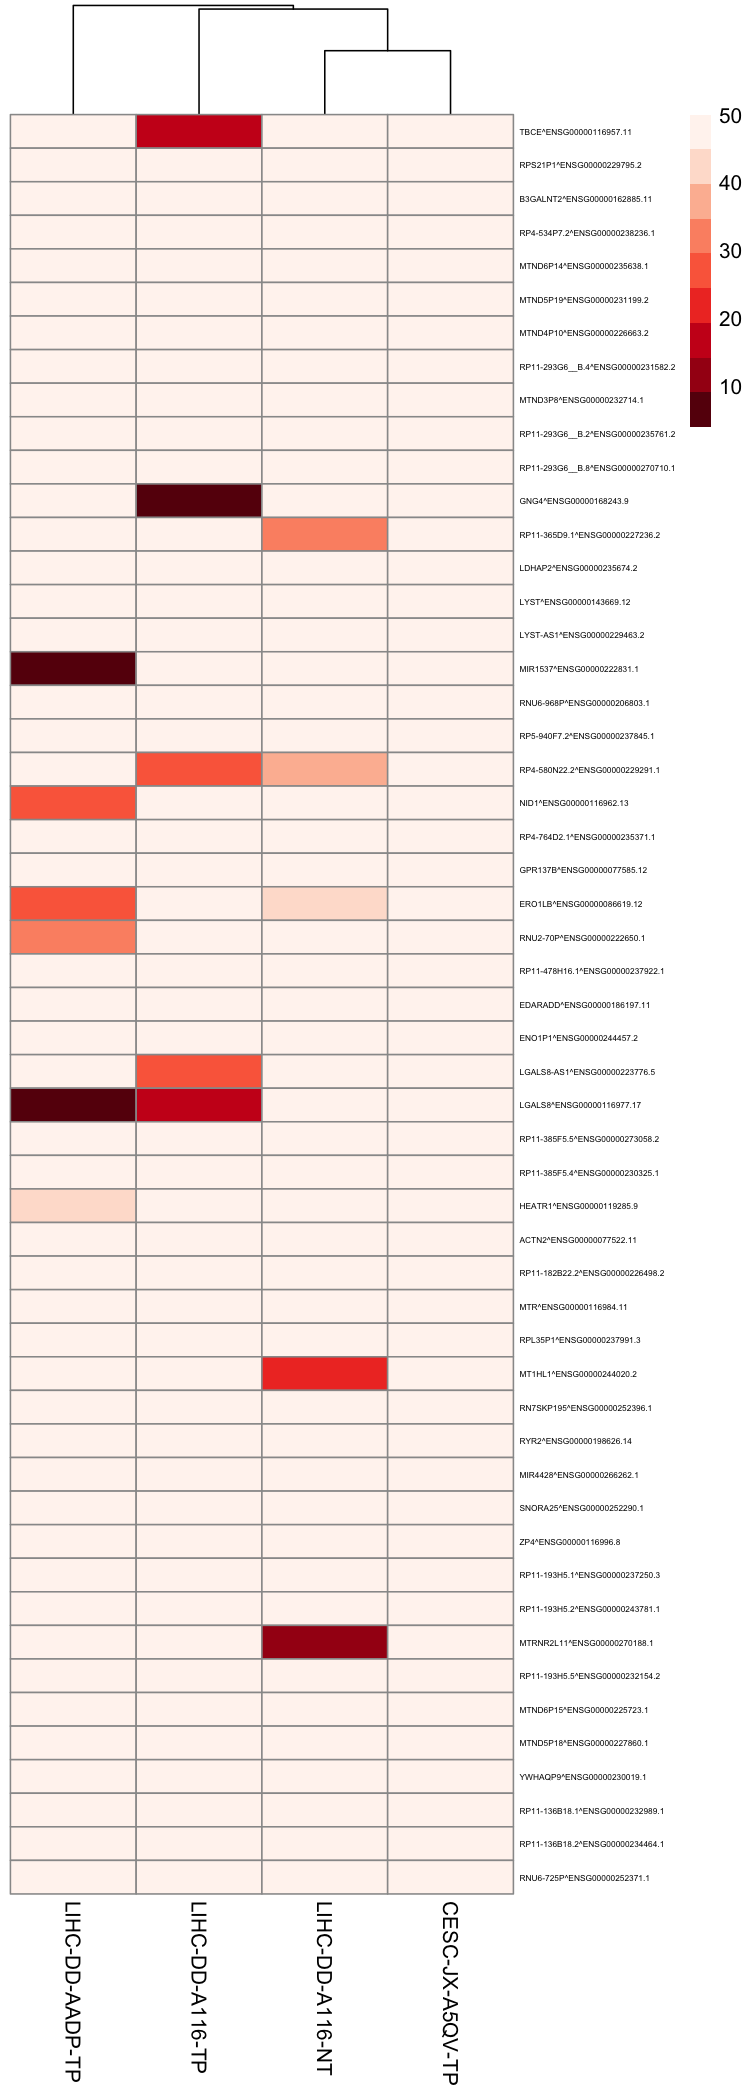 TBCE^ENSG00000116957.11
RPS21P1^ENSG00000229795.2
B3GALNT2^ENSG00000162885.11
RP4-534P7.2^ENSG00000238236.1
MTND6P14^ENSG00000235638.1
MTND5P19^ENSG00000231199.2
MTND4P10^ENSG00000226663.2
RP11-293G6__B.4^ENSG00000231582.2
MTND3P8^ENSG00000232714.1
RP11-293G6__B.2^ENSG00000235761.2
RP11-293G6__B.8^ENSG00000270710.1
GNG4^ENSG00000168243.9
RP11-365D9.1^ENSG00000227236.2
LDHAP2^ENSG00000235674.2
LYST^ENSG00000143669.12
LYST-AS1^ENSG00000229463.2
MIR1537^ENSG00000222831.1
RNU6-968P^ENSG00000206803.1
RP5-940F7.2^ENSG00000237845.1
RP4-580N22.2^ENSG00000229291.1
NID1^ENSG00000116962.13
RP4-764D2.1^ENSG00000235371.1
GPR137B^ENSG00000077585.12
ERO1LB^ENSG00000086619.12
RNU2-70P^ENSG00000222650.1
RP11-478H16.1^ENSG00000237922.1
EDARADD^ENSG00000186197.11
ENO1P1^ENSG00000244457.2
LGALS8-AS1^ENSG00000223776.5
LGALS8^ENSG00000116977.17
RP11-385F5.5^ENSG00000273058.2
RP11-385F5.4^ENSG00000230325.1
HEATR1^ENSG00000119285.9
ACTN2^ENSG00000077522.11
RP11-182B22.2^ENSG00000226498.2
MTR^ENSG00000116984.11
RPL35P1^ENSG00000237991.3
MT1HL1^ENSG00000244020.2
RN7SKP195^ENSG00000252396.1
RYR2^ENSG00000198626.14
MIR4428^ENSG00000266262.1
SNORA25^ENSG00000252290.1
ZP4^ENSG00000116996.8
RP11-193H5.1^ENSG00000237250.3
RP11-193H5.2^ENSG00000243781.1
MTRNR2L11^ENSG00000270188.1
RP11-193H5.5^ENSG00000232154.2
MTND6P15^ENSG00000225723.1
MTND5P18^ENSG00000227860.1
YWHAQP9^ENSG00000230019.1
RP11-136B18.1^ENSG00000232989.1
RP11-136B18.2^ENSG00000234464.1
RNU6-725P^ENSG00000252371.1
50
40
30
20
10
LIHC-DD-AADP-TP
LIHC-DD-A116-TP
LIHC-DD-A116-NT
CESC-JX-A5QV-TP